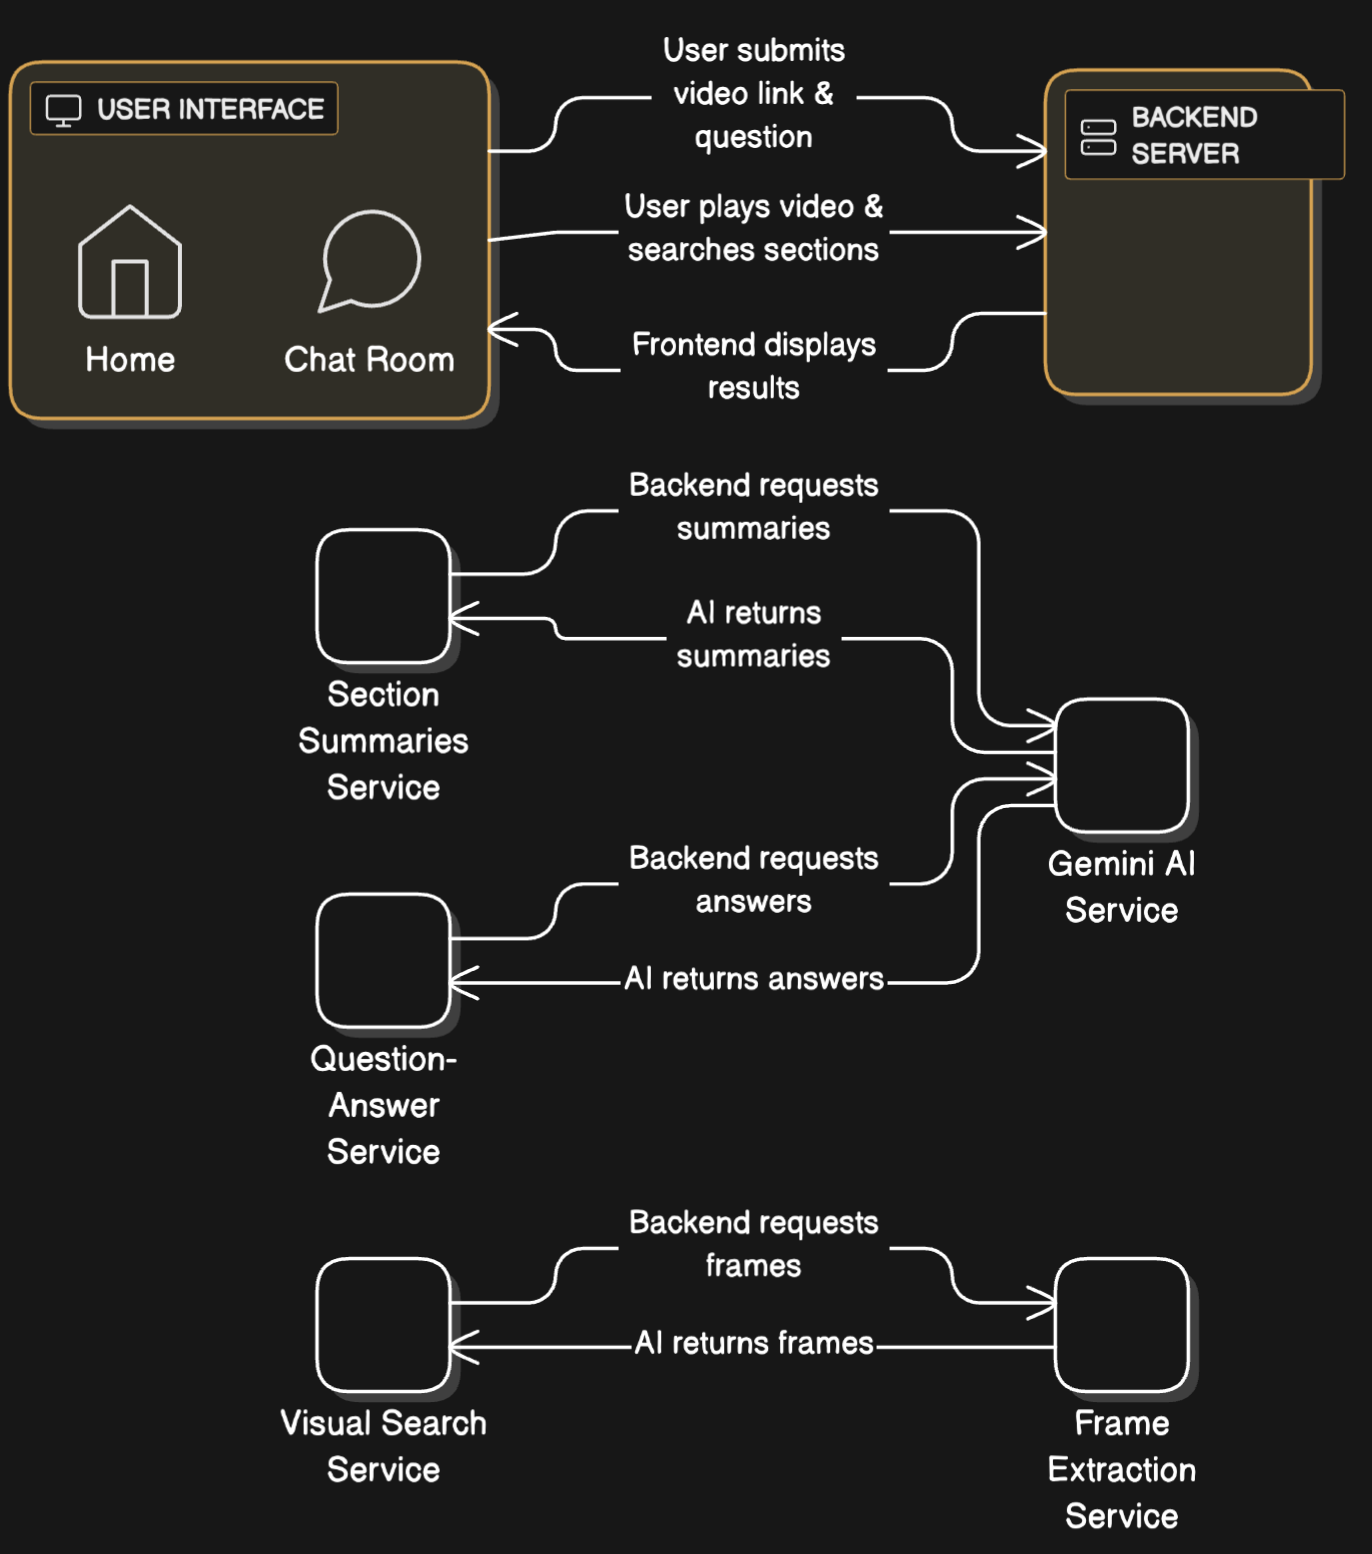 USER INTERFACE
Home
Chat Room
User submits
video link &
question
User plays video &
searches sections
Frontend displays
results
BACKEND
SERVER
Backend requests
summaries
AI returns
summaries
Section
Summaries
Service
Gemini AI
Service
Backend requests
answers
AI returns answers
Question-
Answer
Service
Backend requests
frames
AI returns frames
Visual Search
Service
Frame
Extraction
Service